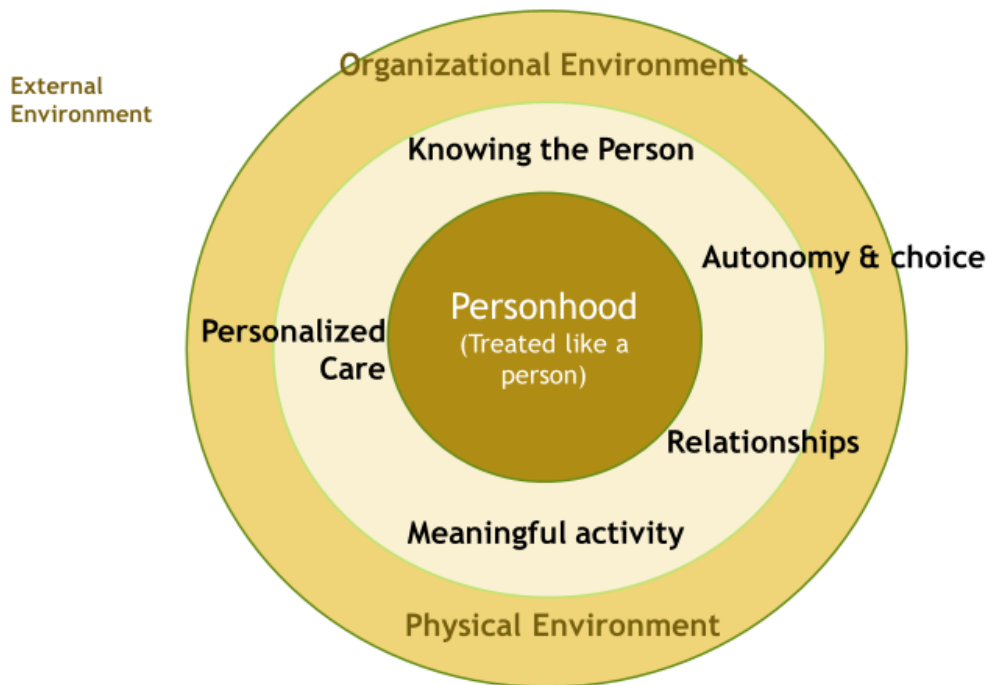 Organizational Environment
External
Environment
Knowing the Person
Autonomy & choice
Personhood
(Treated like a
person)
Personalized
Care
Relationships
Meaningful activity
Physical Environment